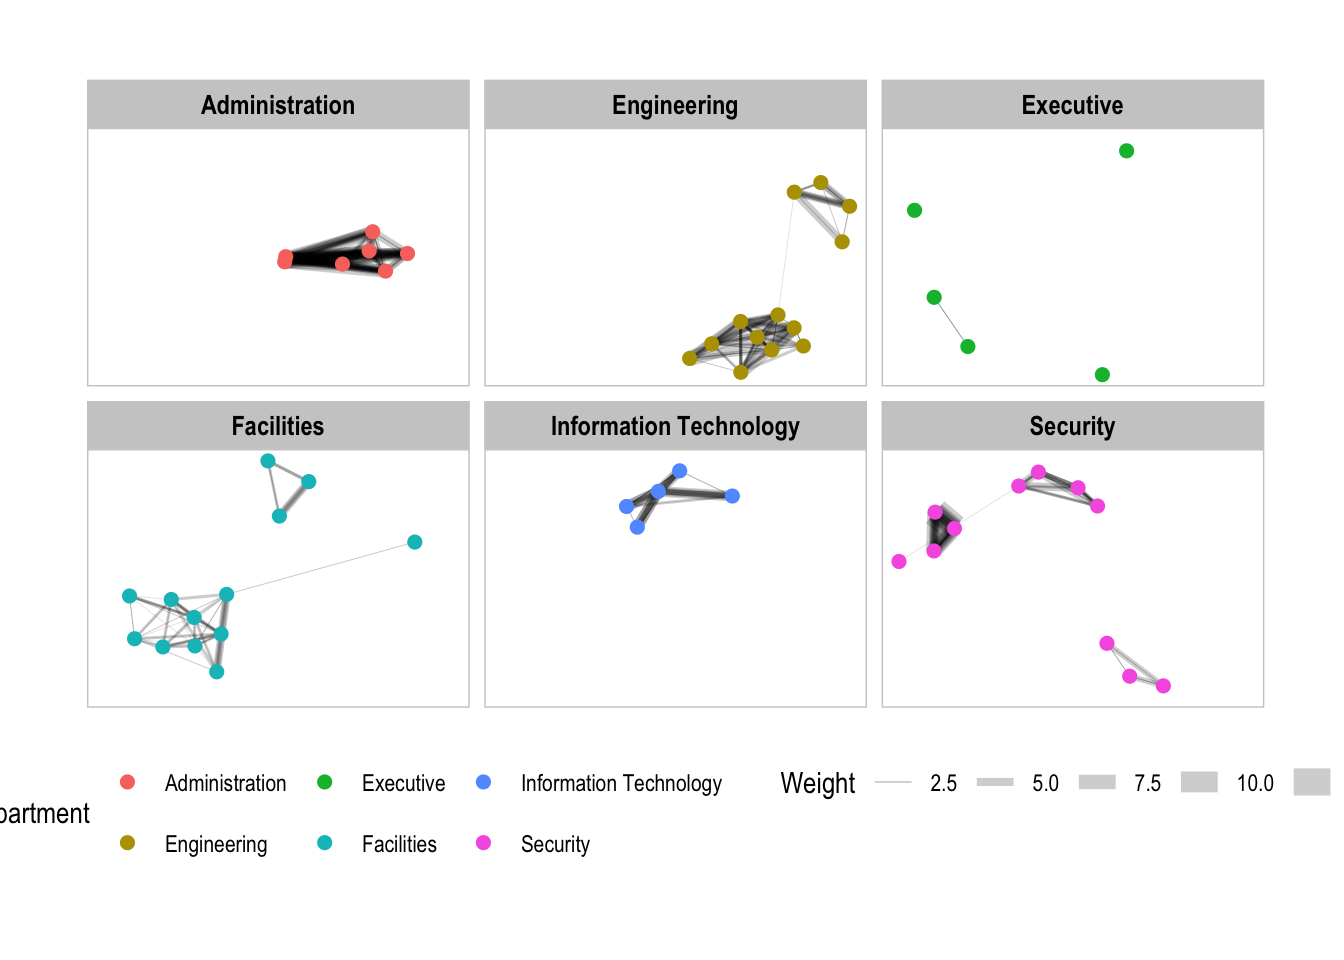 Administration
Engineering
Executive
Facilities
Information Technology
Security
Administration
Executive
Information Technology
Engineering
Facilities
Security
Weight
2.5
5.0
7.5
10.0